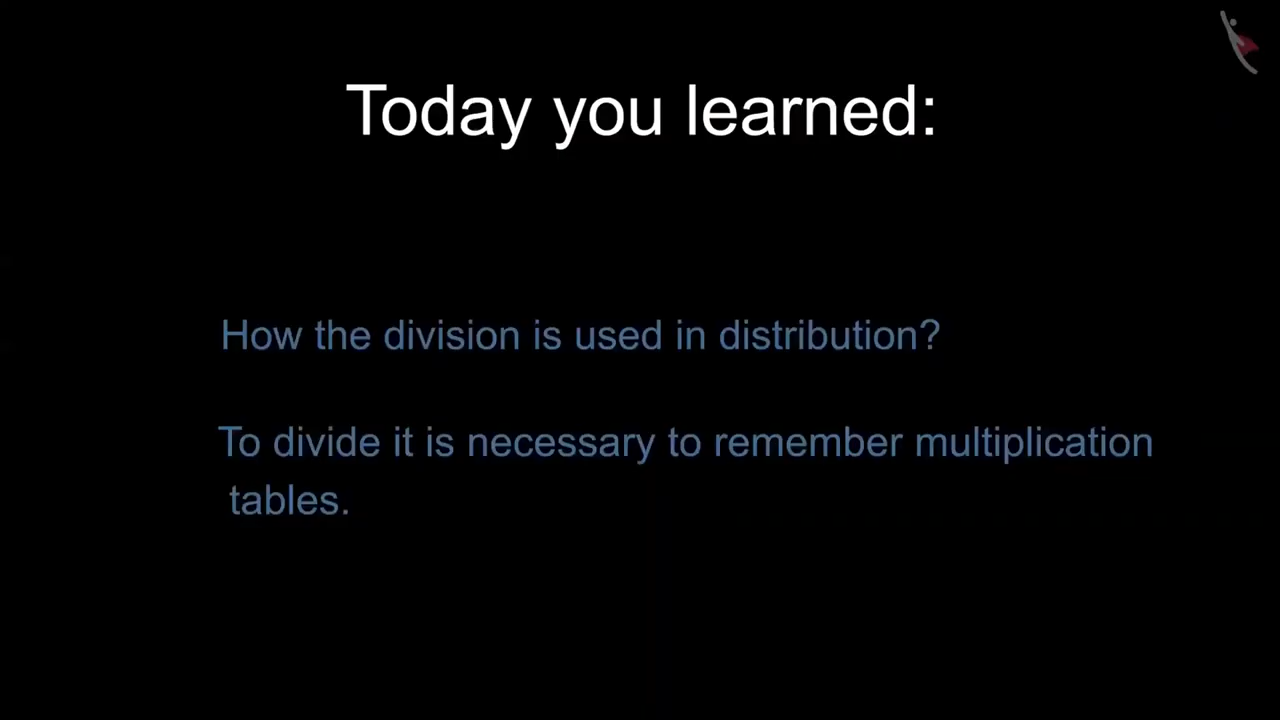 Today you learned:
How the division is used in distribution?
To divide it is necessary to remember multiplication
tables.